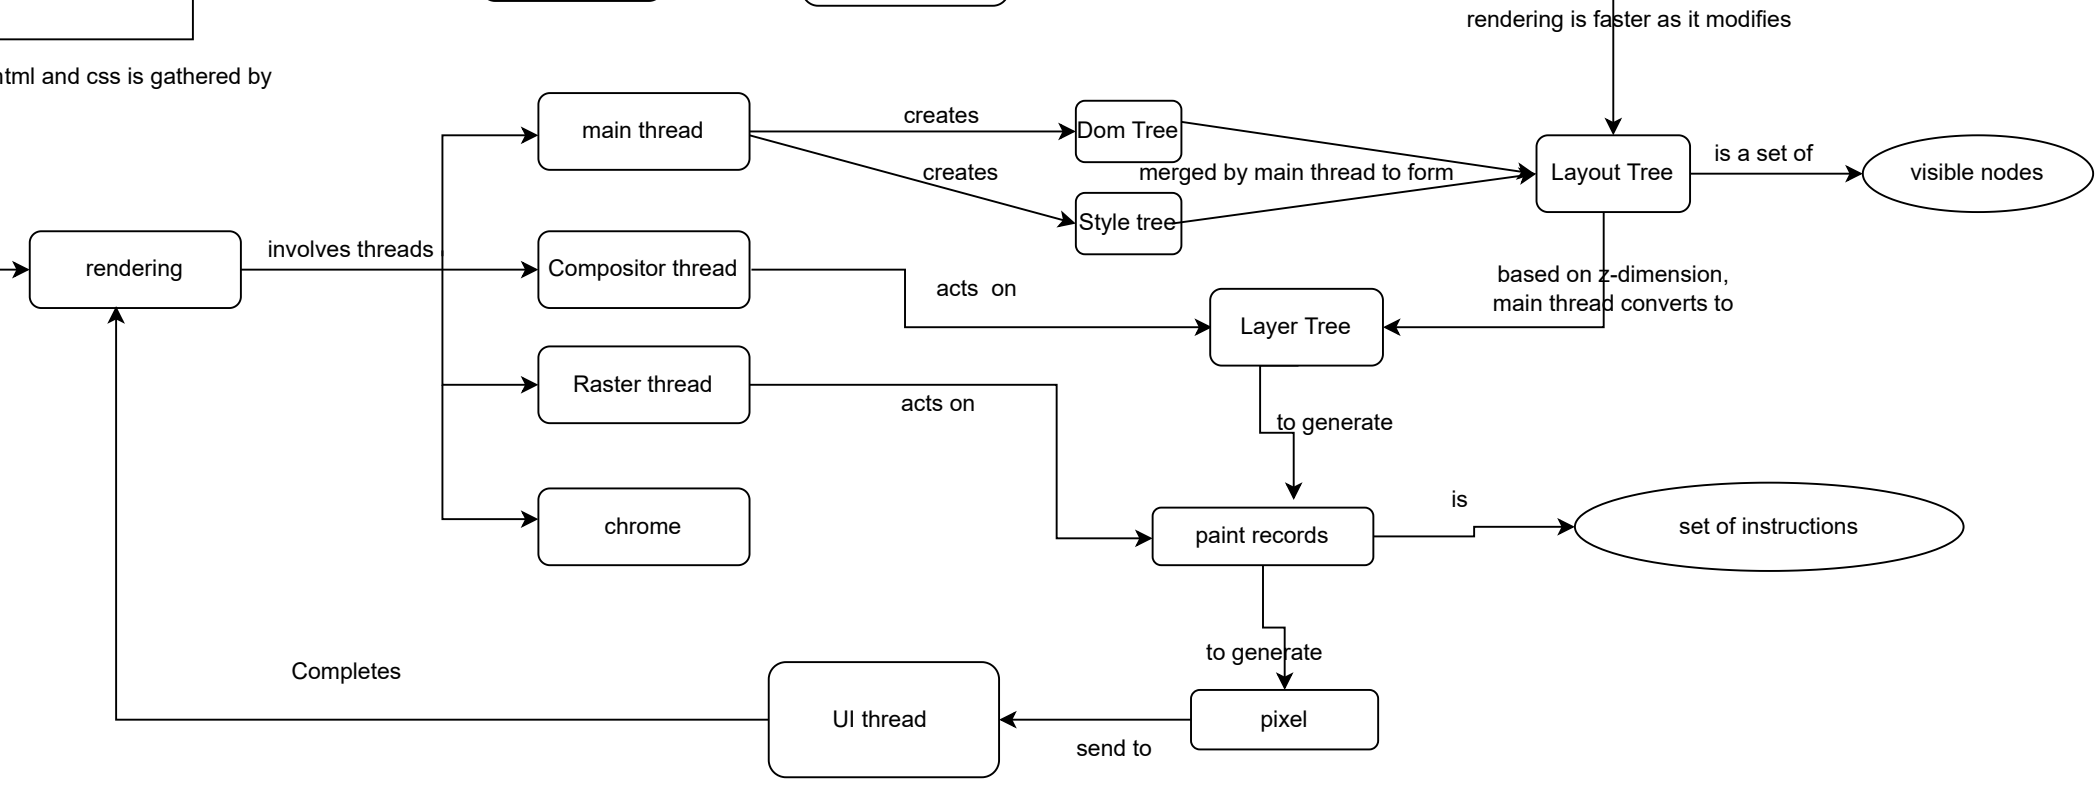 rendering is faster as it modifies
html and css is gathered by
main thread
creates
Dom Tree
creates
merged by main thread to form
Style tree
Layout Tree
is a set of
visible nodes
rendering
involves threads
Compositor thread
acts  on
based on z-dimension,
main thread converts to
Layer Tree
Raster thread
acts on
to generate
chrome
paint records
is
set of instructions
to generate
Completes
UI thread
send to
pixel